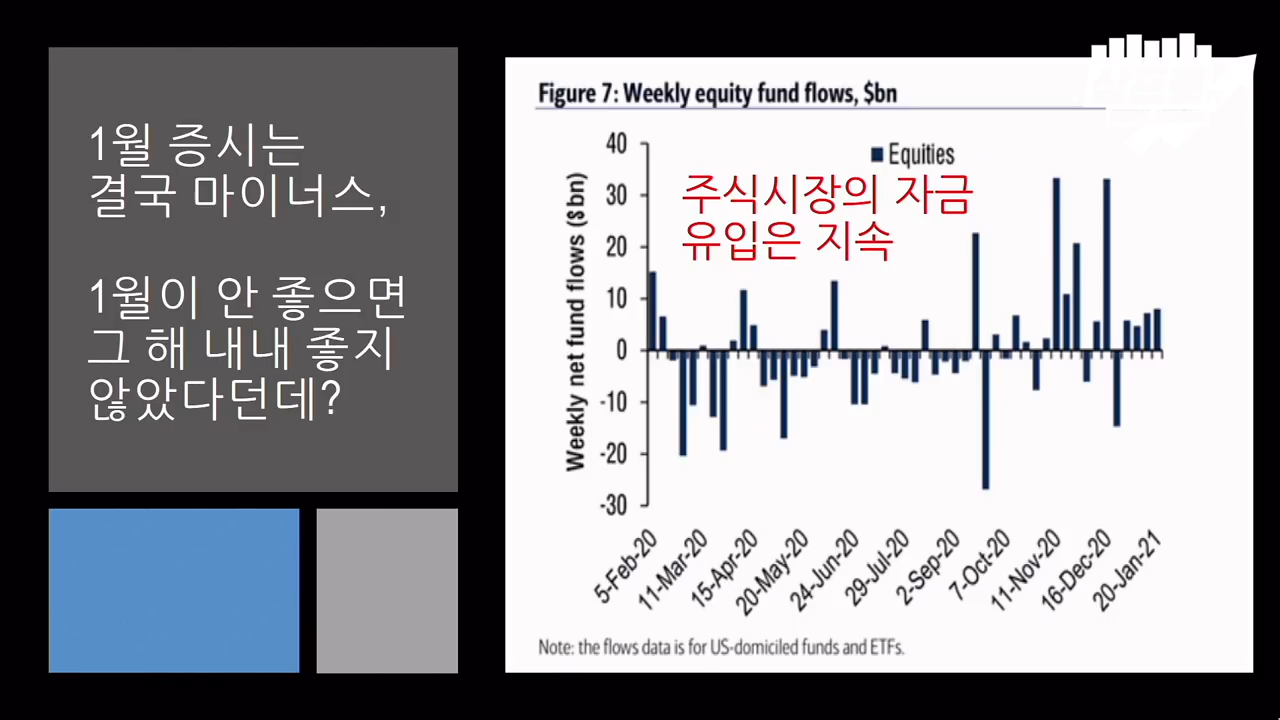 1월 증시는
결국 마이너스,
1월이 안 좋으면
그 해 내내 좋지
않았다던데?
Figure 7: Weekly equity fund flows, $bn
Equities
주식시장의 자금
유입은 지속
Weekly net fund flows ($bn)
40
30
20
10
0
-10
-20
-30
5-Feb-20
11-Mar-20
15-Apr-20
20-May-20
24-Jun-20
29-Jul-20
2-Sep-20
7-Oct-20
11-Nov-20
16-Dec-20
20-Jan-21
Note: the flows data is for US-domiciled funds and ETFs.